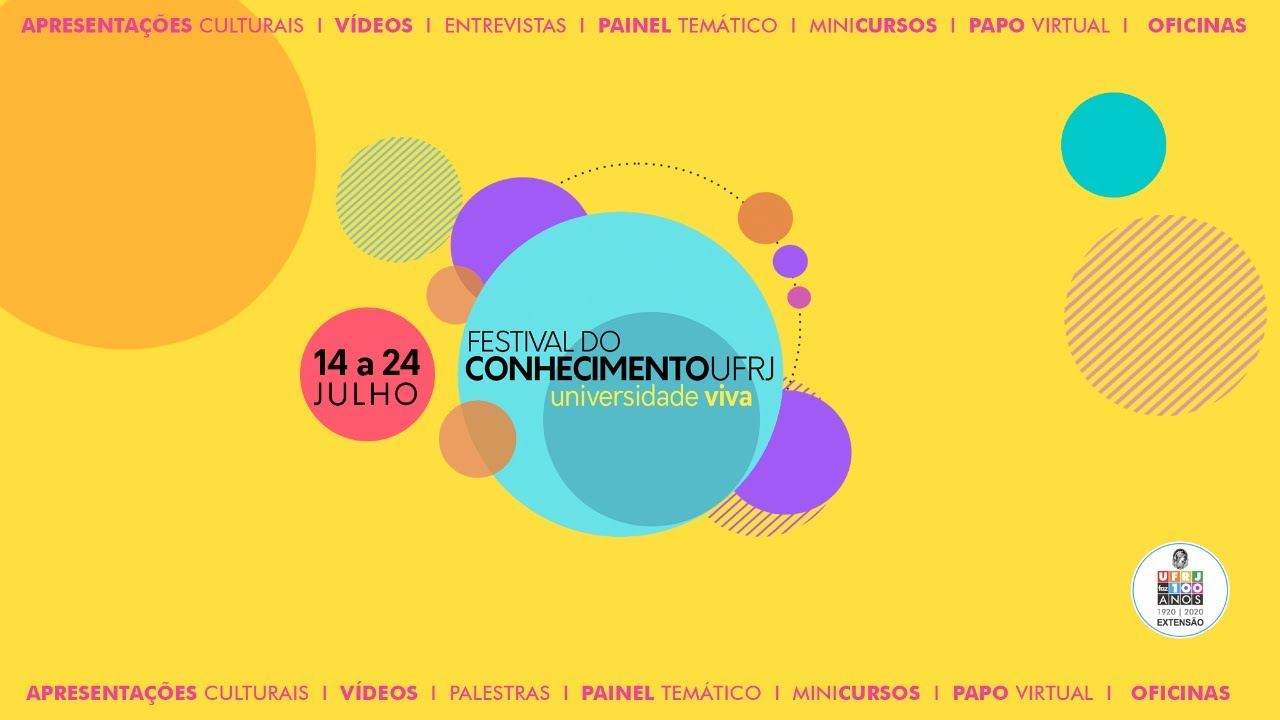 APRESENTAÇÕES CULTURAIS I VÍDEOS I ENTREVISTAS I PAINEL TEMÁTICO I MINICURSOS I PAPO VIRTUAL I OFICINAS
14 a 24
JULHO
FESTIVAL DO
CONHECIMENTOUFRJ
universidade viva
UFRJ
faz 100
ANOS
1920 | 2020
EXTENSÃO
APRESENTAÇÕES CULTURAIS I VÍDEOS I PALESTRAS I PAINEL TEMÁTICO I MINICURSOS I PAPO VIRTUAL I OFICINAS